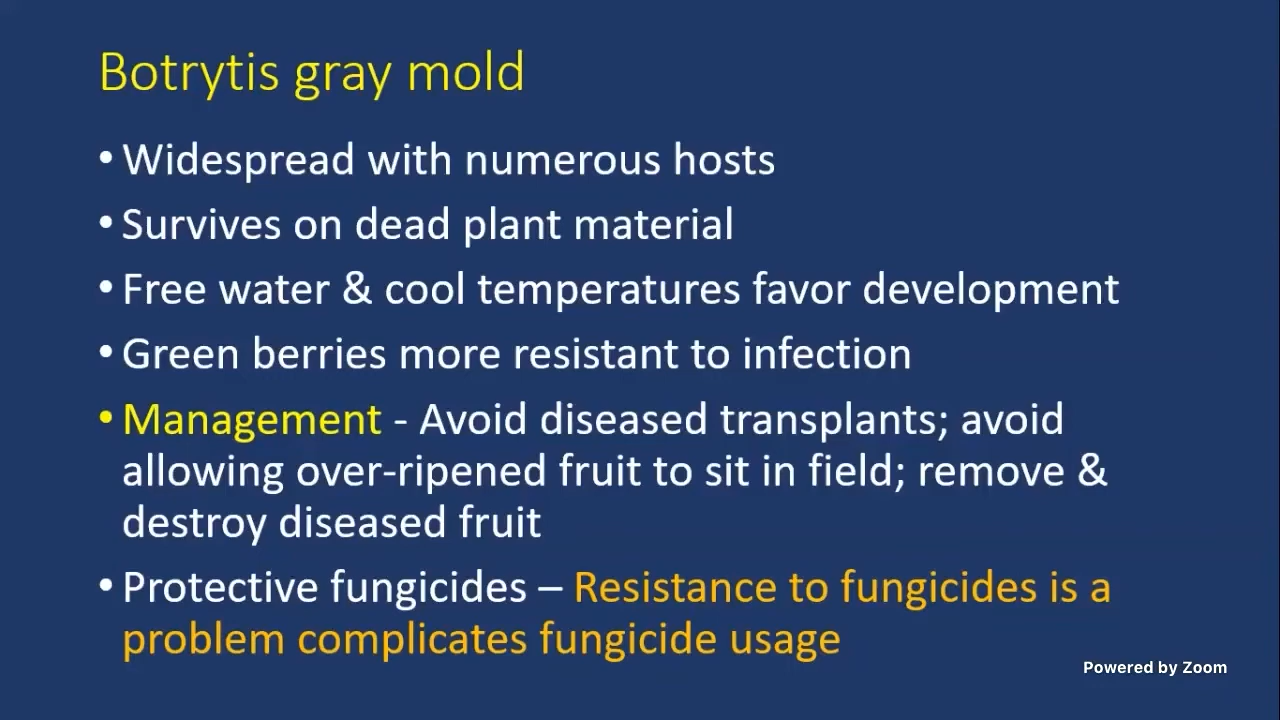 Botrytis gray mold
• Widespread with numerous hosts
• Survives on dead plant material
• Free water & cool temperatures favor development
• Green berries more resistant to infection
• Management - Avoid diseased transplants; avoid
allowing over-ripened fruit to sit in field; remove &
destroy diseased fruit
• Protective fungicides – Resistance to fungicides is a
problem complicates fungicide usage
Powered by Zoom